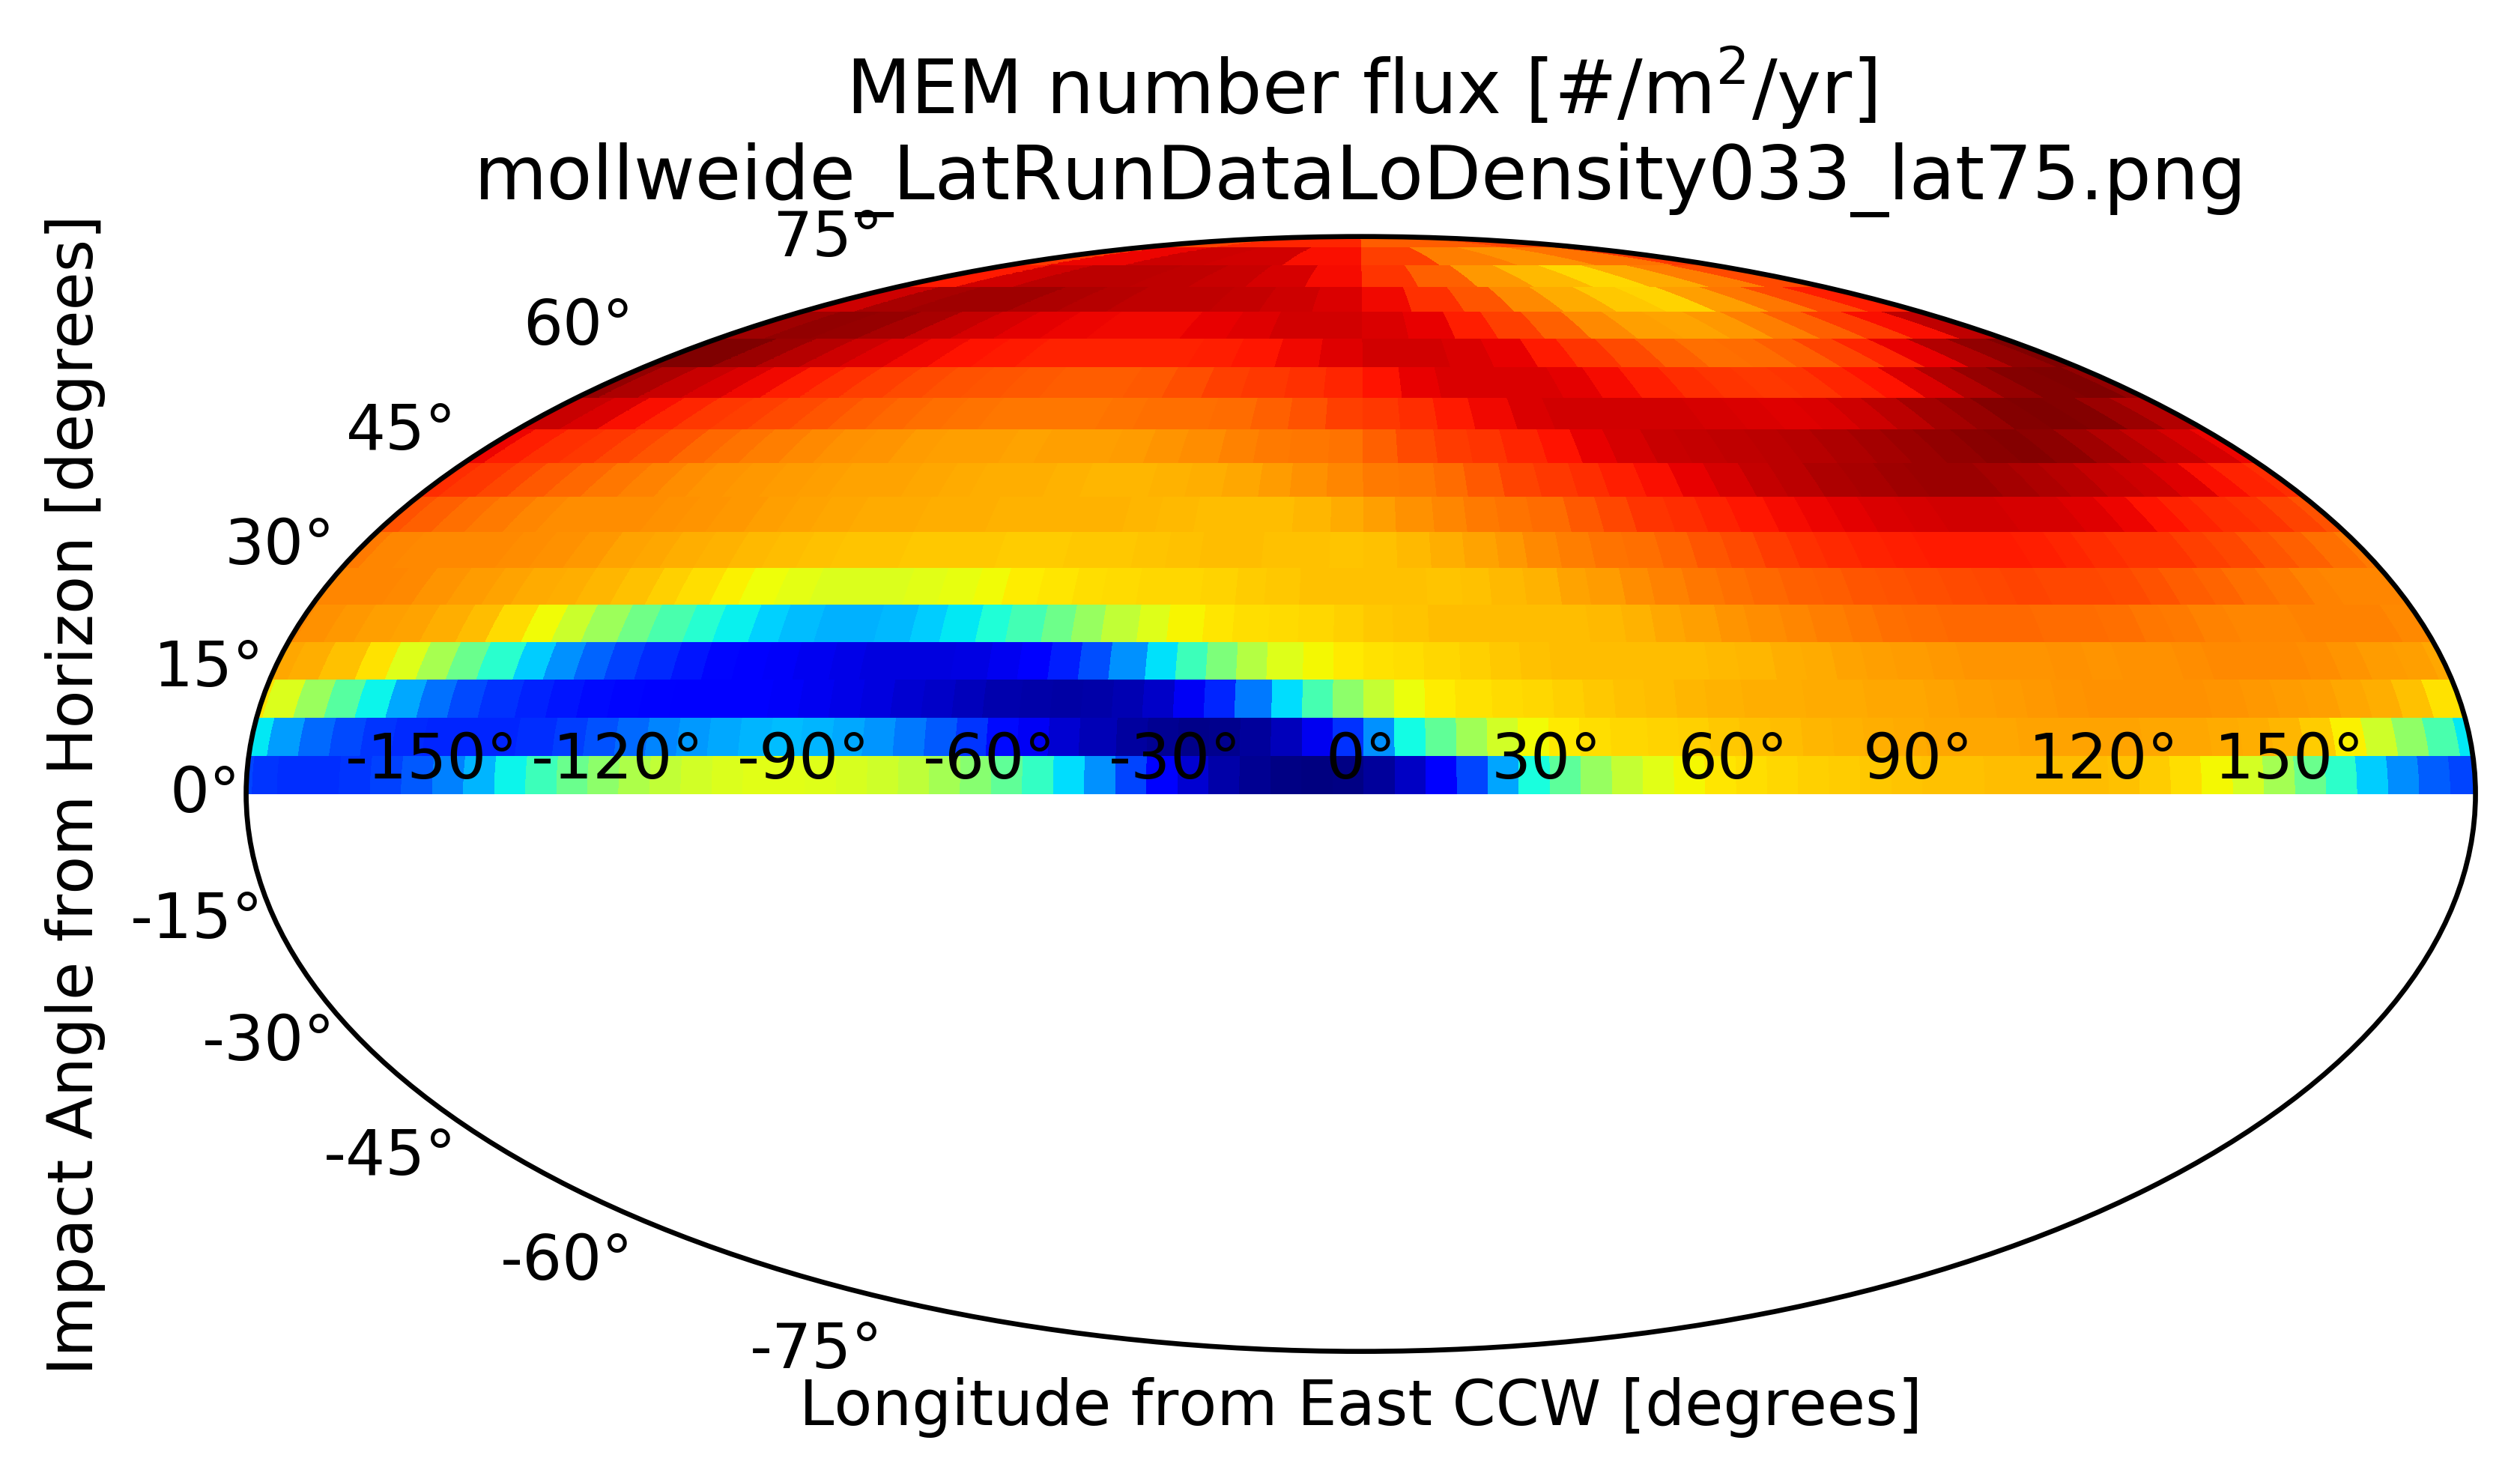 MEM number flux [#/m²/yr]
mollweide_LatRunDataLoDensity033_lat75.png
75°
60°
45°
30°
15°
0°
-15°
-30°
-45°
-60°
-75°
-150° -120° -90° -60° -30° 0° 30° 60° 90° 120° 150°
Impact Angle from Horizon [degrees]
Longitude from East CCW [degrees]